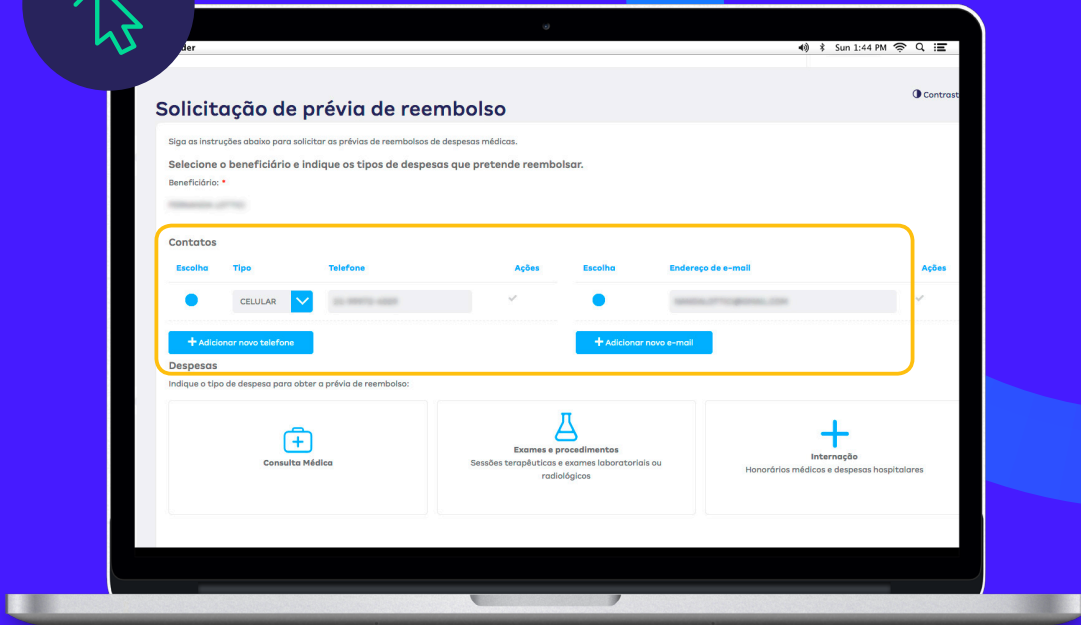 der
Sun 1:44 PM
Contrast
Solicitação de prévia de reembolso
Siga as instruções abaixo para solicitar as prévias de reembolsos de despesas médicas.
Selecione o beneficiário e indique os tipos de despesas que pretende reembolsar.
Beneficiário: *
Contatos
Escolha Tipo Telefone Ações Escolha Endereço de e-mail Ações
CELULAR
+ Adicionar novo telefone + Adicionar novo e-mail
Despesas
Indique o tipo de despesa para obter a prévia de reembolso:
Consulta Médica
Exames e procedimentos
Sessões terapêuticas e exames laboratoriais ou
radiológicos
Internação
Honorários médicos e despesas hospitalares